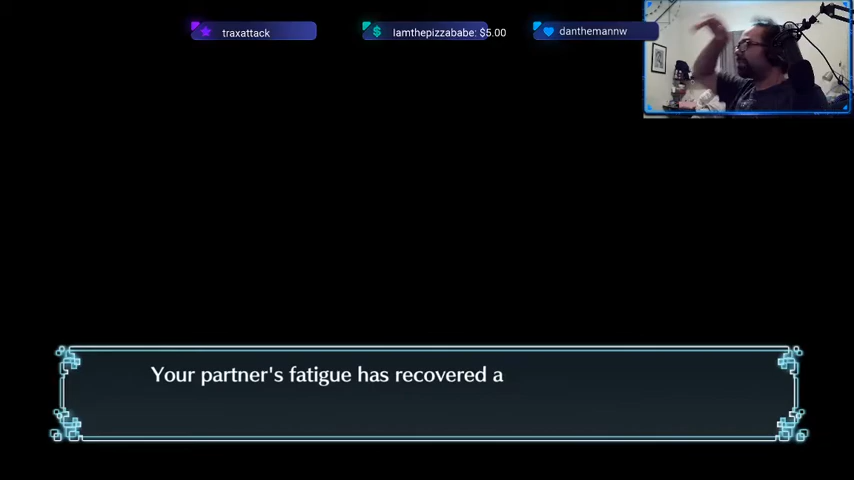 traxattack
Iamthepizzababe: $5.00
danthemannw
Your partner's fatigue has recovered a